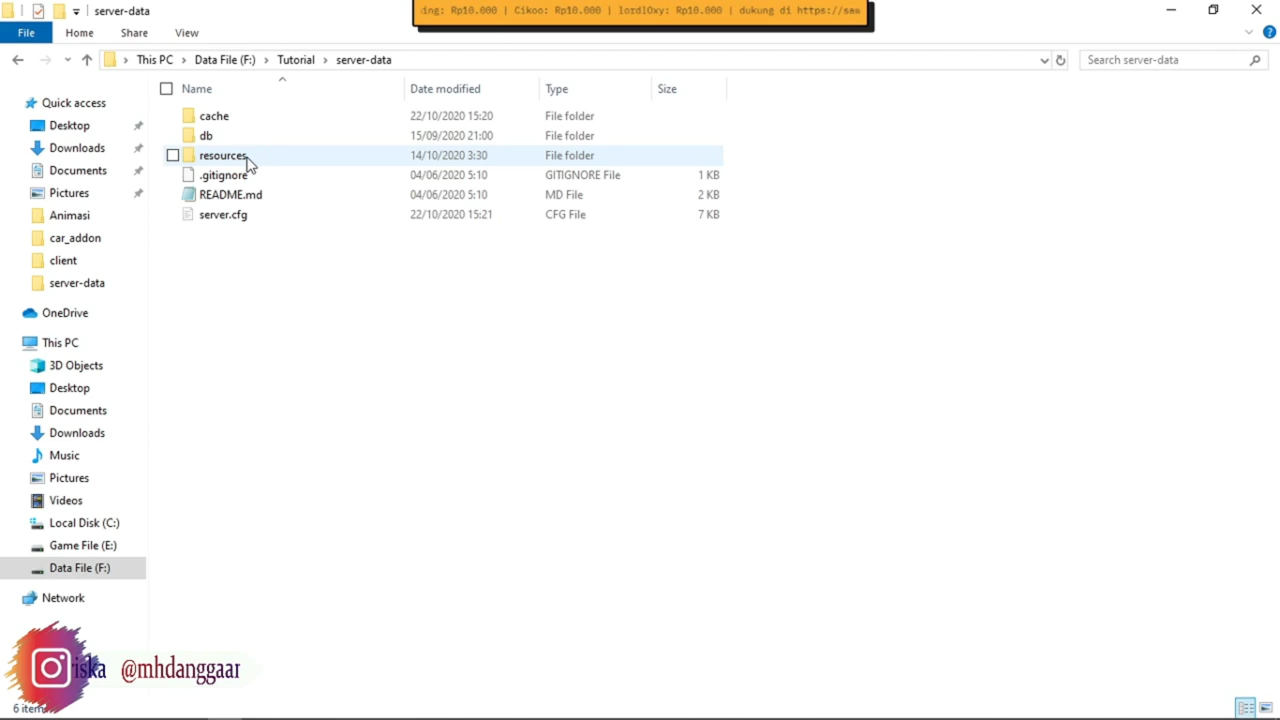 server-data
ding: Rp10.000 | Cikoo: Rp10.000 | lordlOxy: Rp10.000 | dukung di https://sem
File Home Share View
This PC Data File (F:) Tutorial server-data
Search server-data
Name Date modified Type Size
cache 22/10/2020 15:20 File folder
db 15/09/2020 21:00 File folder
resources 14/10/2020 3:30 File folder
.gitignore 04/06/2020 5:10 GITIGNORE File 1 KB
README.md 04/06/2020 5:10 MD File 2 KB
server.cfg 22/10/2020 15:21 CFG File 7 KB
Quick access
Desktop
Downloads
Documents
Pictures
Animasi
car_addon
client
server-data
OneDrive
This PC
3D Objects
Desktop
Documents
Downloads
Music
Pictures
Videos
Local Disk (C:)
Game File (E:)
Data File (F:)
Network
iska @mhdanggaar
6 items